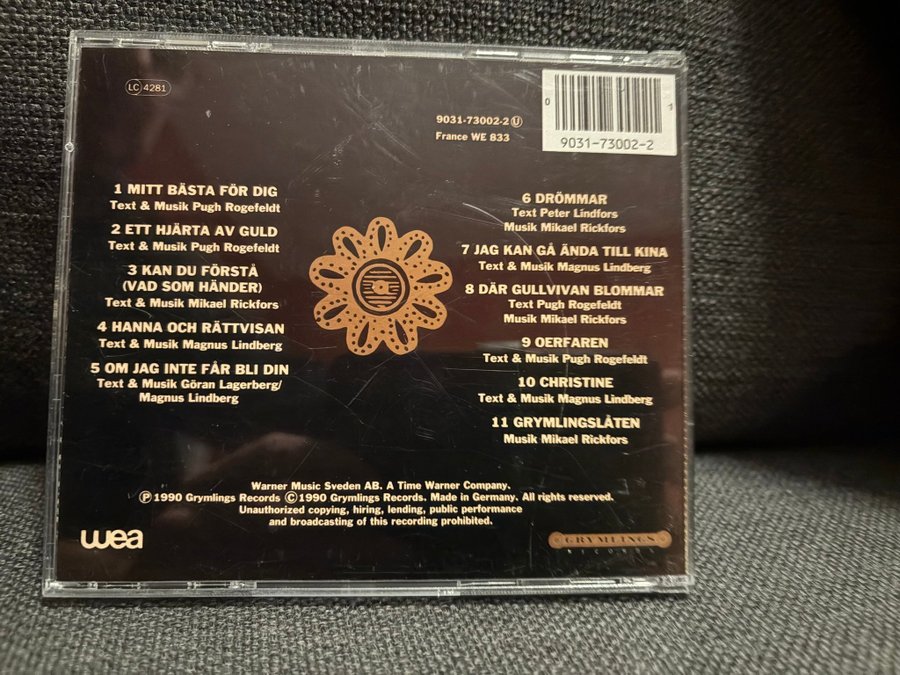 LC 4281
9031-73002-2 U
France WE 833
0 1
9031-73002-2
1 MITT BÄSTA FÖR DIG
Text & Musik Pugh Rogefeldt
2 ETT HJÄRTA AV GULD
Text & Musik Pugh Rogefeldt
3 KAN DU FÖRSTÅ
(VAD SOM HÄNDER)
Text & Musik Mikael Rickfors
4 HANNA OCH RÄTTVISAN
Text & Musik Magnus Lindberg
5 OM JAG INTE FÅR BLI DIN
Text & Musik Göran Lagerberg/
Magnus Lindberg
6 DRÖMMAR
Text Peter Lindfors
Musik Mikael Rickfors
7 JAG KAN GÅ ÄNDA TILL KINA
Text & Musik Magnus Lindberg
8 DÄR GULLVIVAN BLOMMAR
Text Pugh Rogefeldt
Musik Mikael Rickfors
9 OERFAREN
Text & Musik Pugh Rogefeldt
10 CHRISTINE
Text & Musik Magnus Lindberg
11 GRYMLINGSLÅTEN
Musik Mikael Rickfors
Warner Music Sweden AB. A Time Warner Company.
℗ 1990 Grymlings Records © 1990 Grymlings Records. Made in Germany. All rights reserved.
Unauthorized copying, hiring, lending, public performance
and broadcasting of this recording prohibited.
wea
GRYMLINGS
RECORDS